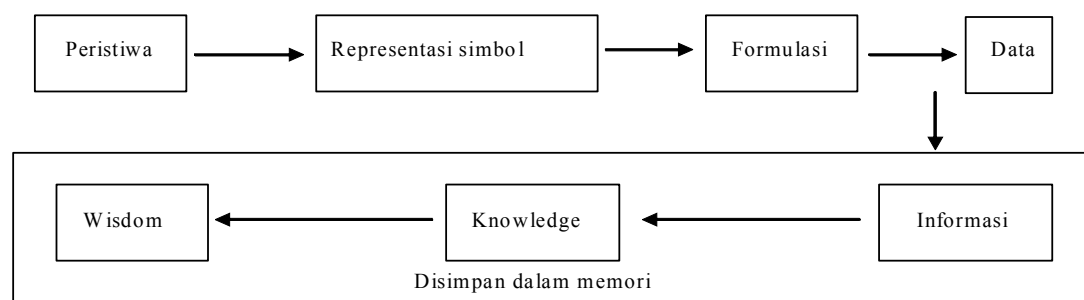 Peristiwa
Representasi simbol
Formulasi
Data
Wisdom
Knowledge
Informasi
Disimpan dalam memori